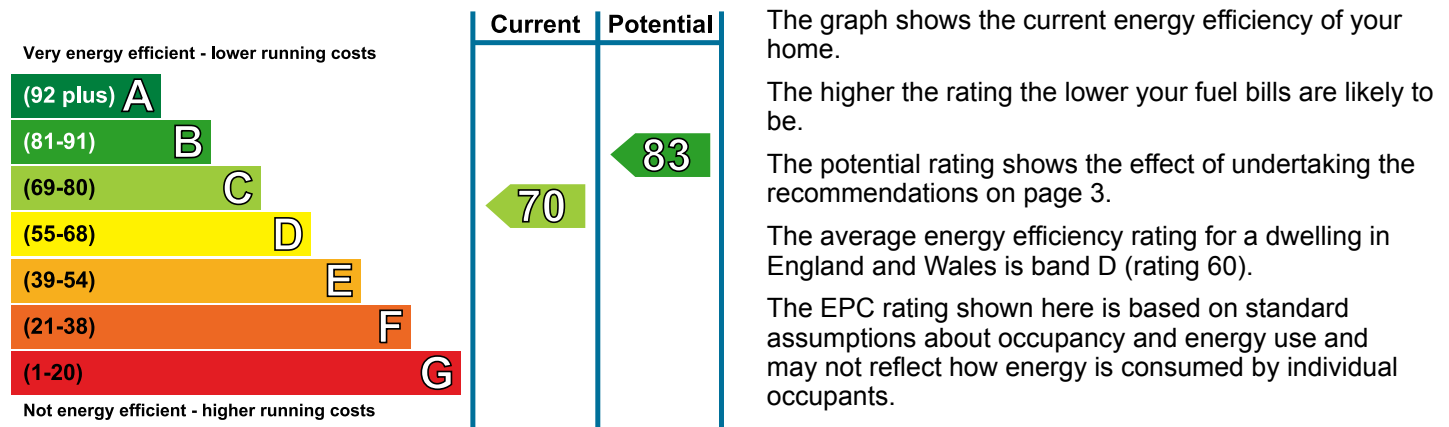 Current Potential
Very energy efficient - lower running costs
(92 plus) A
(81-91) B
(69-80) C
(55-68) D
(39-54) E
(21-38) F
(1-20) G
Not energy efficient - higher running costs
70
83
The graph shows the current energy efficiency of your
home.
The higher the rating the lower your fuel bills are likely to
be.
The potential rating shows the effect of undertaking the
recommendations on page 3.
The average energy efficiency rating for a dwelling in
England and Wales is band D (rating 60).
The EPC rating shown here is based on standard
assumptions about occupancy and energy use and
may not reflect how energy is consumed by individual
occupants.